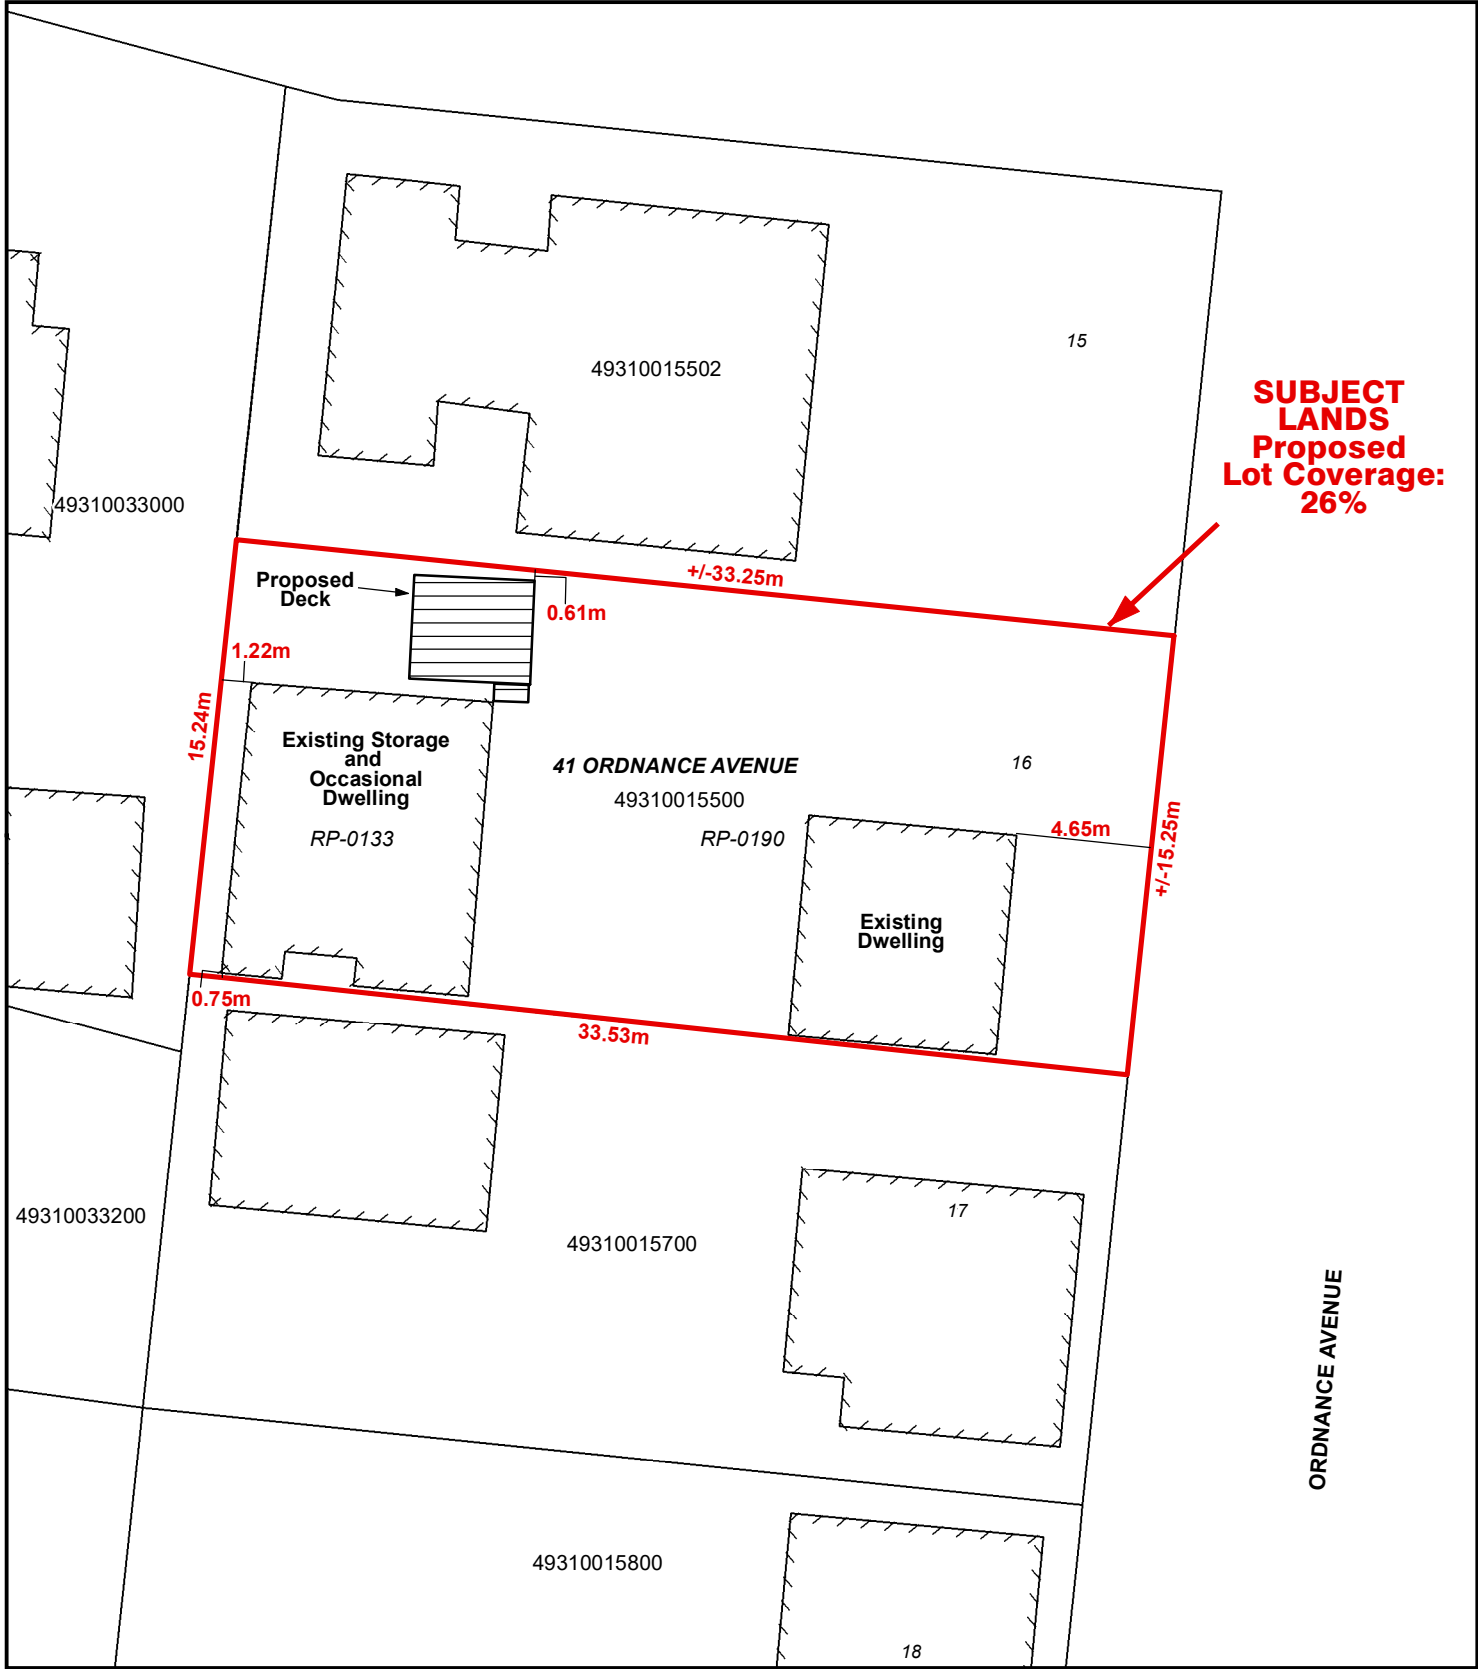 15
49310015502
SUBJECT
LANDS
Proposed
Lot Coverage:
26%
49310033000
+/-33.25m
Proposed
Deck
0.61m
1.22m
15.24m
Existing Storage
and
Occasional
Dwelling
RP-0133
41 ORDNANCE AVENUE
49310015500
RP-0190
16
4.65m
+/-15.25m
Existing
Dwelling
0.75m
33.53m
49310033200
49310015700
17
ORDNANCE AVENUE
49310015800
18